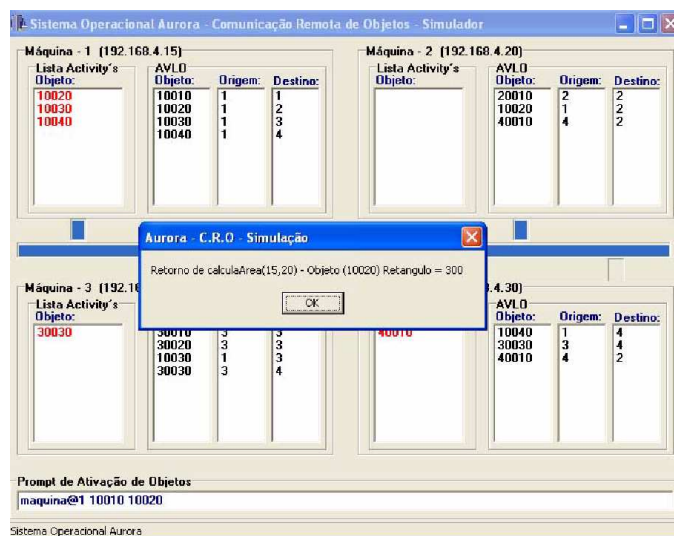 Sistema Operacional Aurora - Comunicação Remota de Objetos - Simulador
Máquina - 1 (192.168.4.15)
Lista Activity's
Objeto:
10020
10030
10040
AVLO
Objeto: Origem: Destino:
10010 1 1
10020 1 2
10030 1 3
10040 1 4
Máquina - 2 (192.168.4.20)
Lista Activity's
Objeto:
AVLO
Objeto: Origem: Destino:
20010 2 2
10020 1 2
40010 4 2
Aurora - C.R.O - Simulação
Retorno de calculaArea(15,20) - Objeto (10020) Retangulo = 300
OK
Máquina - 3 (192.16
Lista Activity's
Objeto:
30030
30010 3 3
30020 3 3
10030 1 3
30030 3 4
.4.30)
40010
AVLO
Objeto: Origem: Destino:
10040 1 4
30030 3 4
40010 4 2
Prompt de Ativação de Objetos
maquina@1 10010 10020
Sistema Operacional Aurora